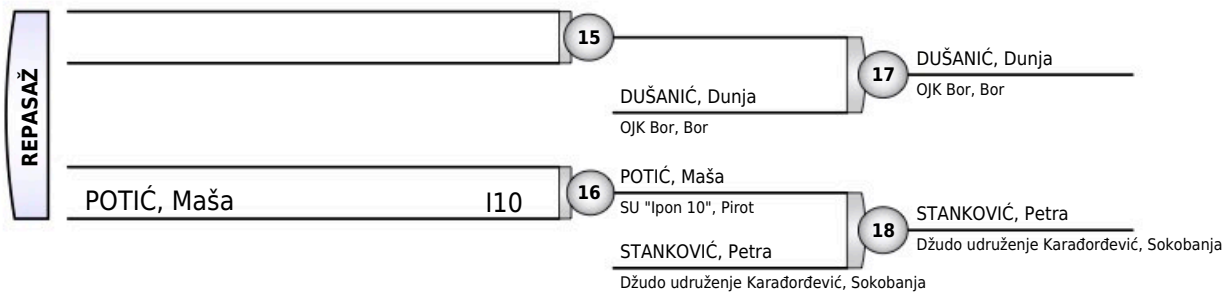 REPASAŽ
15
DUŠANIĆ, Dunja
OJK Bor, Bor
17
DUŠANIĆ, Dunja
OJK Bor, Bor
POTIĆ, Maša I10
16
POTIĆ, Maša
SU "Ipon 10", Pirot
STANKOVIĆ, Petra
Džudo udruženje Karađorđević, Sokobanja
18
STANKOVIĆ, Petra
Džudo udruženje Karađorđević, Sokobanja